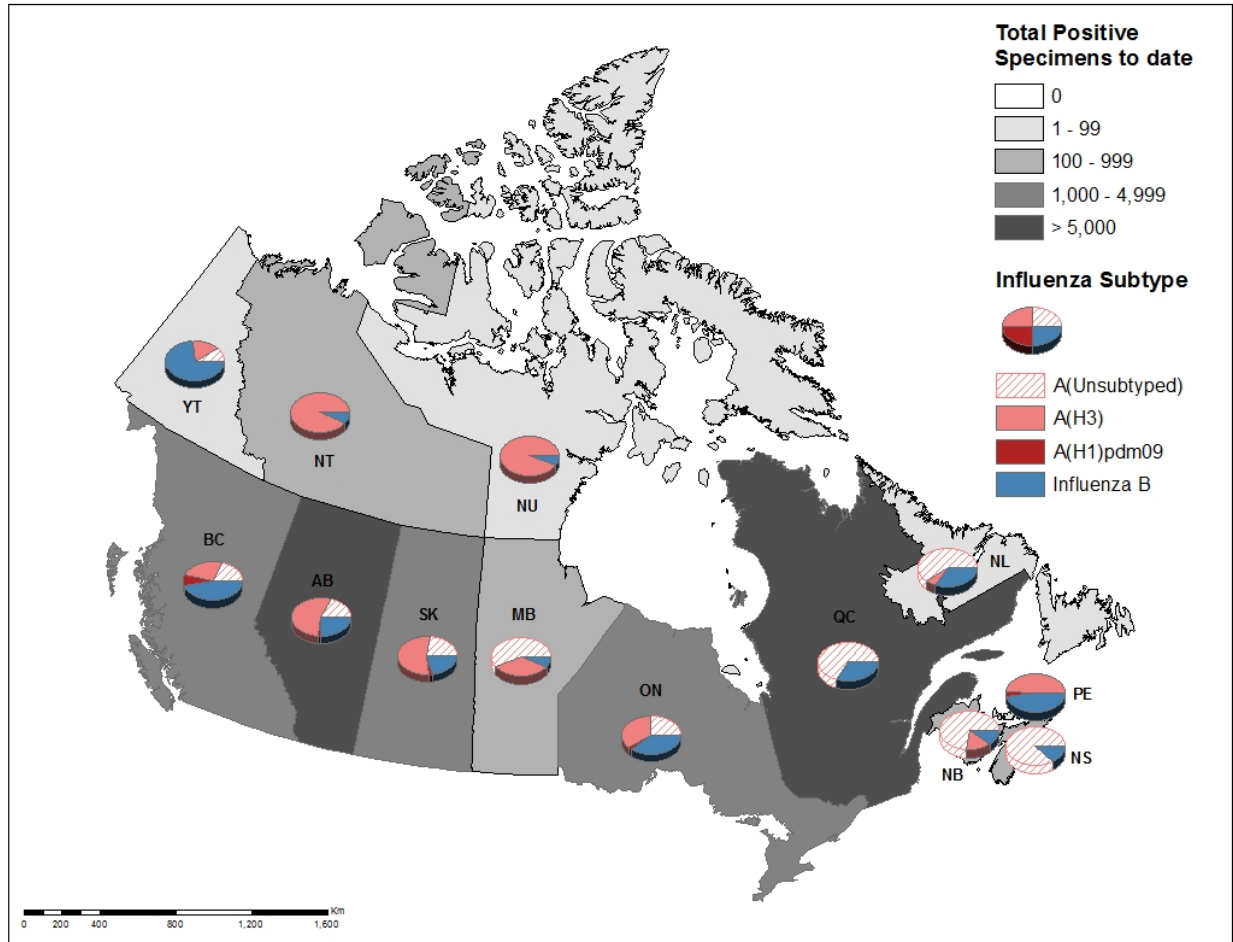 Total Positive
Specimens to date
0
1 - 99
100 - 999
1,000 - 4,999
> 5,000
Influenza Subtype
A(Unsubtyped)
A(H3)
A(H1)pdm09
Influenza B
YT
NT
NU
BC
AB
SK
MB
ON
QC
NL
PE
NB
NS
Km
0 200 400 800 1,200 1,600